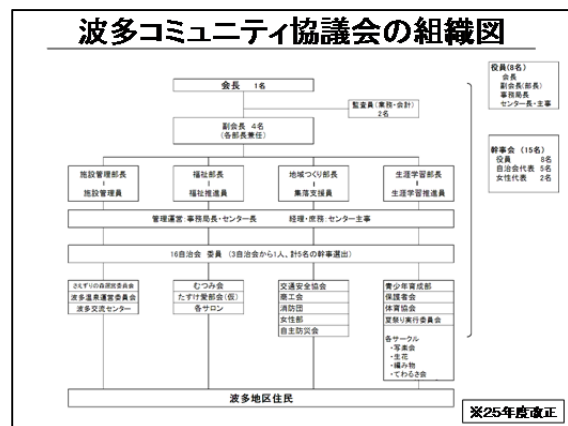 波多コミュニティ協議会の組織図
会長 1名
監査員(業務・会計)
2名
副会長 4名
(各部長兼任)
施設管理部長
施設管理員
福祉部長
福祉推進員
地域つくり部長
集落支援員
生涯学習部長
生涯学習推進員
管理運営:事務局長・センター長 経理・庶務:センター主事
16自治会 委員 (3自治会から1人、計5名の幹事選出)
さえずりの森運営委員会
波多温泉運営委員会
波多交流センター
むつみ会
たすけ愛部会(仮)
各サロン
交通安全協会
商工会
消防団
女性部
自主防災会
青少年育成部
保護者会
体育協会
夏祭り実行委員会
各サークル
・写楽会
・生花
・編み物
・てわるさ会
波多地区住民
役員(8名)
会長
副会長(部長)
事務局長
センター長・主事
幹事会 (15名)
役員 8名
自治会代表 5名
女性代表 2名
※25年度改正